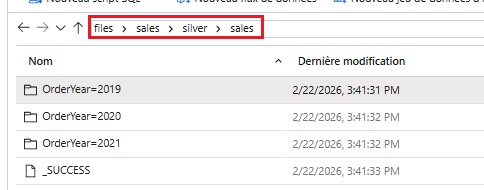 Nouveau script SQL Nouveau flux de données Nouveau jeu de données d'
files > sales > silver > sales
Nom Dernière modification
OrderYear=2019 2/22/2026, 3:41:31 PM
OrderYear=2020 2/22/2026, 3:41:32 PM
OrderYear=2021 2/22/2026, 3:41:32 PM
_SUCCESS 2/22/2026, 3:41:33 PM